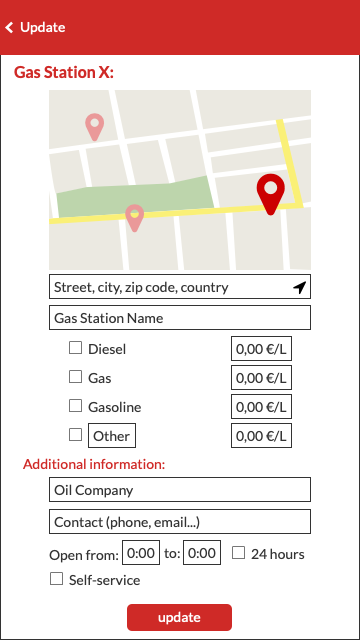 Update
Gas Station X:
Street, city, zip code, country
Gas Station Name
Diesel 0,00 €/L
Gas 0,00 €/L
Gasoline 0,00 €/L
Other 0,00 €/L
Additional information:
Oil Company
Contact (phone, email...)
Open from: 0:00 to: 0:00 24 hours
Self-service
update